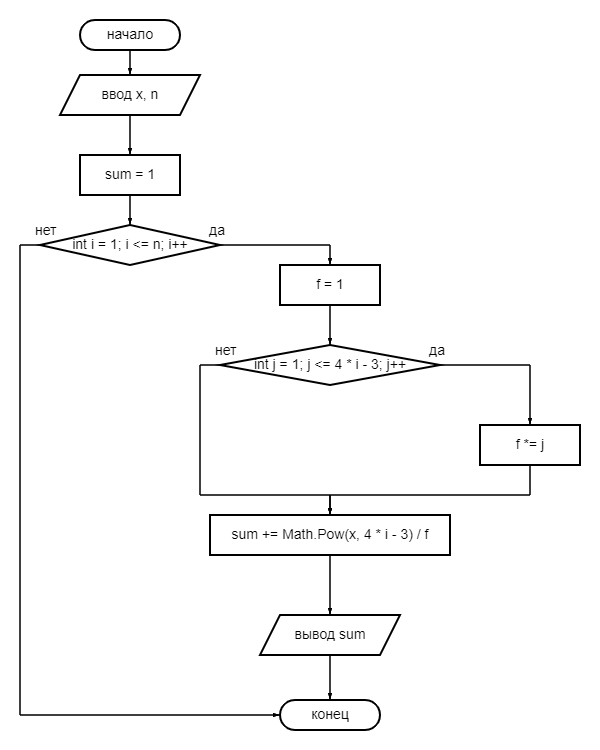 начало
ввод x, n
sum = 1
нет
да
int i = 1; i <= n; i++
f = 1
нет
да
int j = 1; j <= 4 * i - 3; j++
f *= j
sum += Math.Pow(x, 4 * i - 3) / f
вывод sum
конец